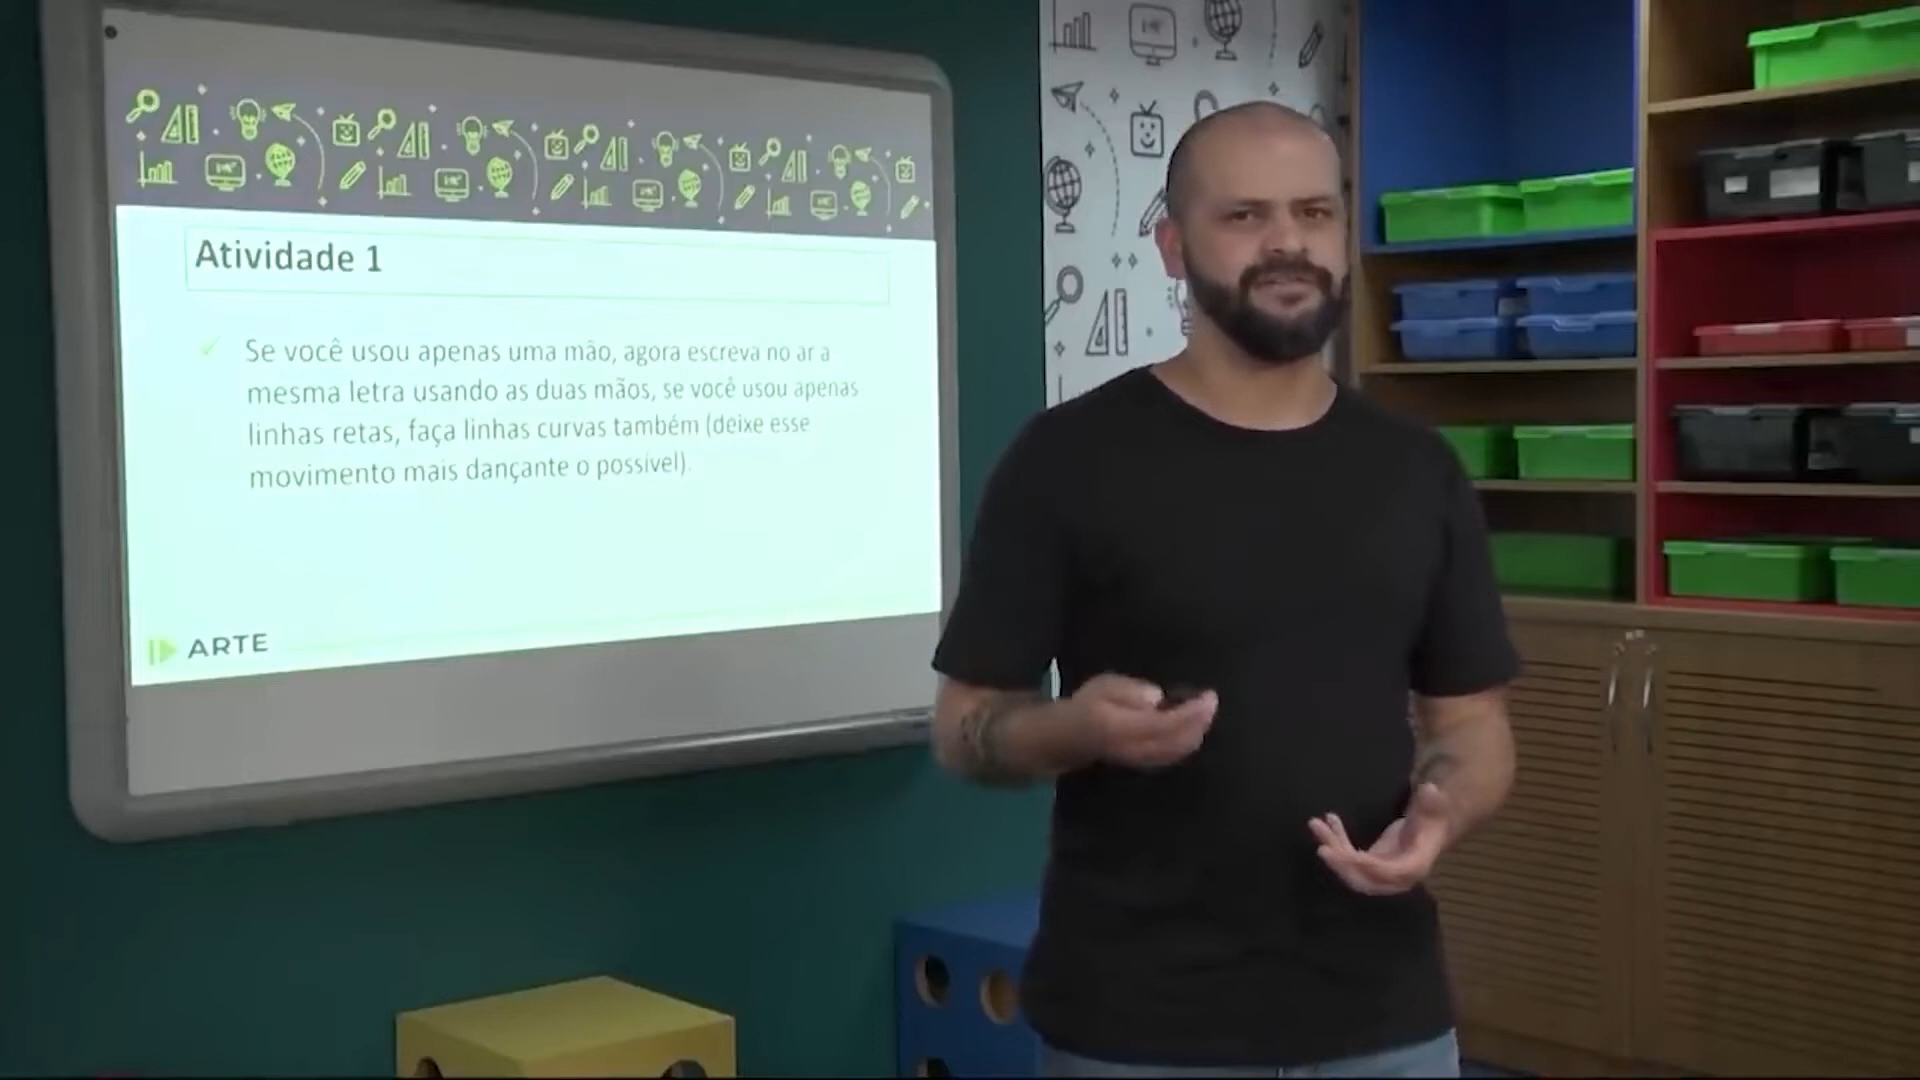 Atividade 1
Se você usou apenas uma mão, agora escreva no ar a
mesma letra usando as duas mãos, se você usou apenas
linhas retas, faça linhas curvas também (deixe esse
movimento mais dançante o possível).
ARTE